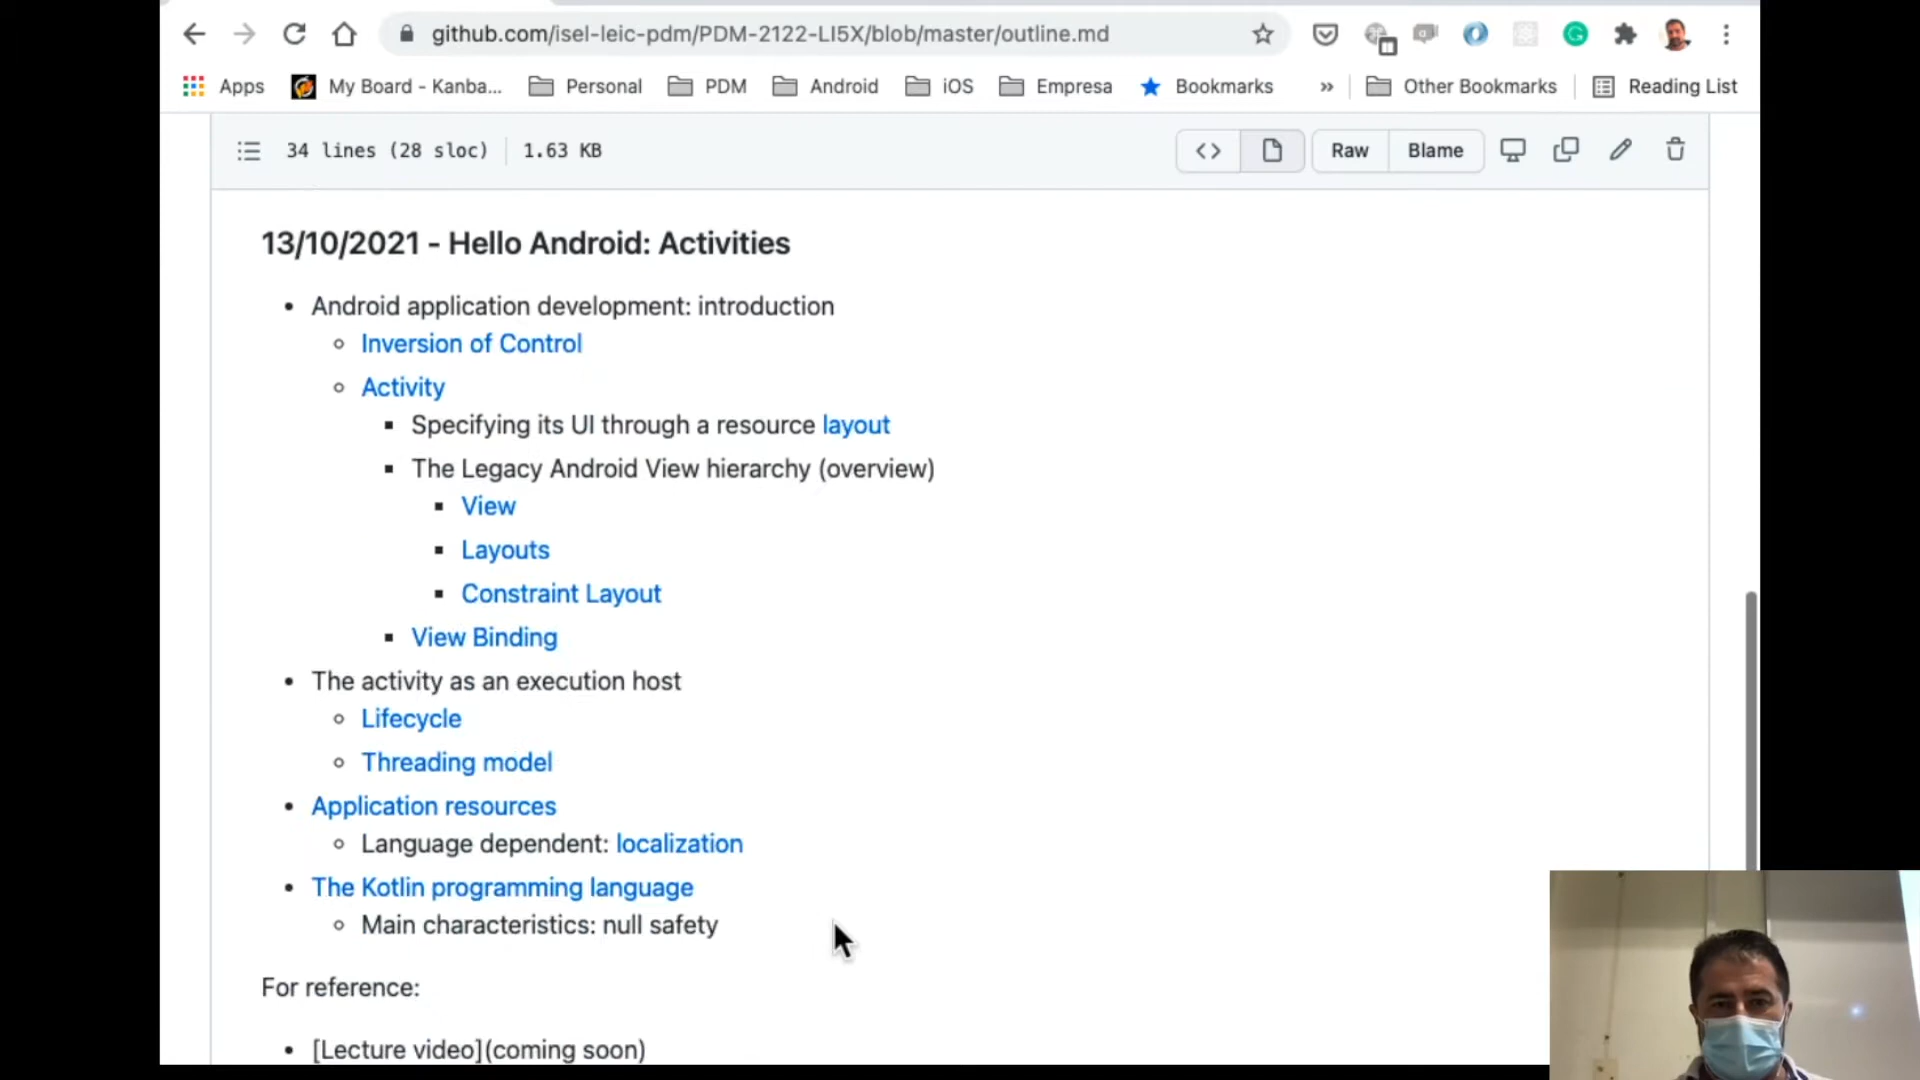 github.com/isel-leic-pdm/PDM-2122-LI5X/blob/master/outline.md
Apps My Board - Kanba... Personal PDM Android iOS Empresa Bookmarks » Other Bookmarks Reading List
34 lines (28 sloc) 1.63 KB Raw Blame
13/10/2021 - Hello Android: Activities
• Android application development: introduction
Inversion of Control
Activity
Specifying its UI through a resource layout
The Legacy Android View hierarchy (overview)
View
Layouts
Constraint Layout
View Binding
• The activity as an execution host
Lifecycle
Threading model
• Application resources
Language dependent: localization
• The Kotlin programming language
Main characteristics: null safety
For reference:
• [Lecture video](coming soon)